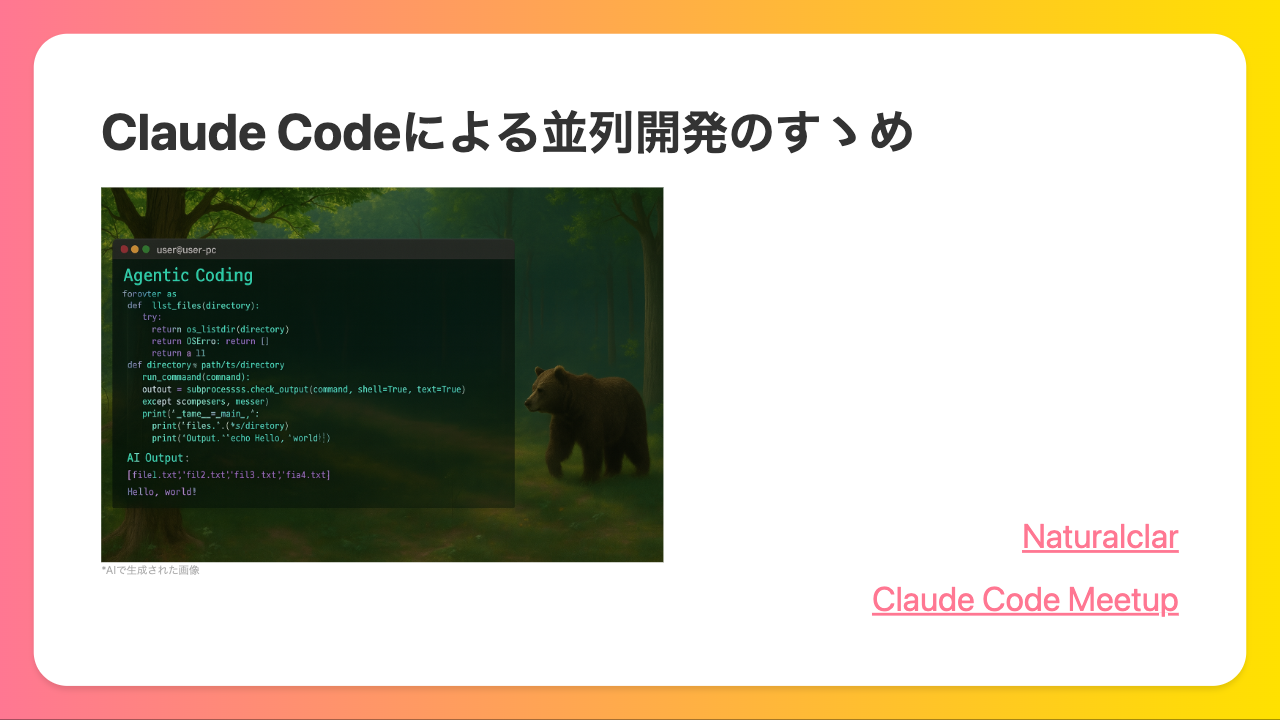 Claude Codeによる並列開発のすゝめ
user@user-pc
Agentic Coding
forovter as
def llst_files(directory):
try:
return os_listdir(directory)
return OSErro: return []
return a ll
def directory= path/ts/directory
run_commaand(command):
outout = subprocessss.check_output(command, shell=True, text=True)
except scompesers, messer)
print('_tame__=_main_,':
print('files.'.(*s/diretory)
print('Output.''echo Hello, 'world!])
AI Output:
[file1.txt','fil2.txt','fil3.txt','fia4.txt]
Hello, world!
*AIで生成された画像
Naturalclar
Claude Code Meetup